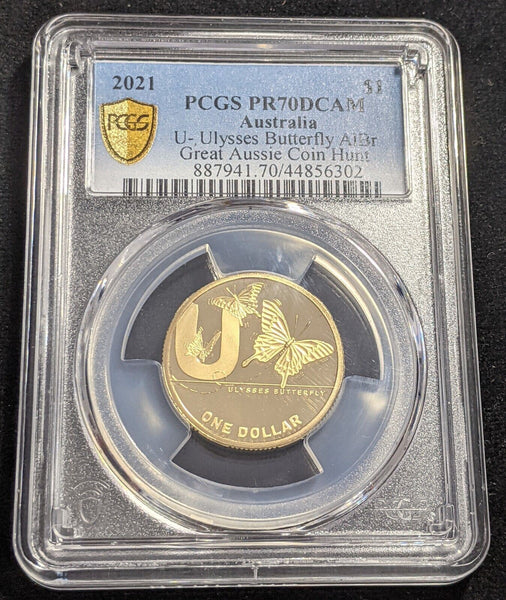 2021 $1
PCGS PR70DCAM
Australia
PCGS
U- Ulysses Butterfly AlBr
Great Aussie Coin Hunt
887941.70/44856302
U
ULYSSES BUTTERFLY
ONE DOLLAR